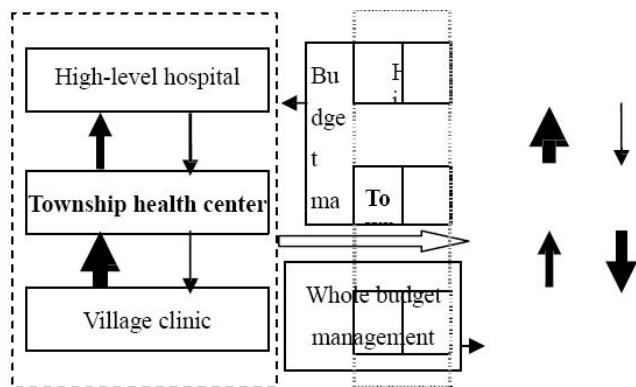 High-level hospital
Township health center
Village clinic
Bu
dge
t
ma
To
Whole budget
management